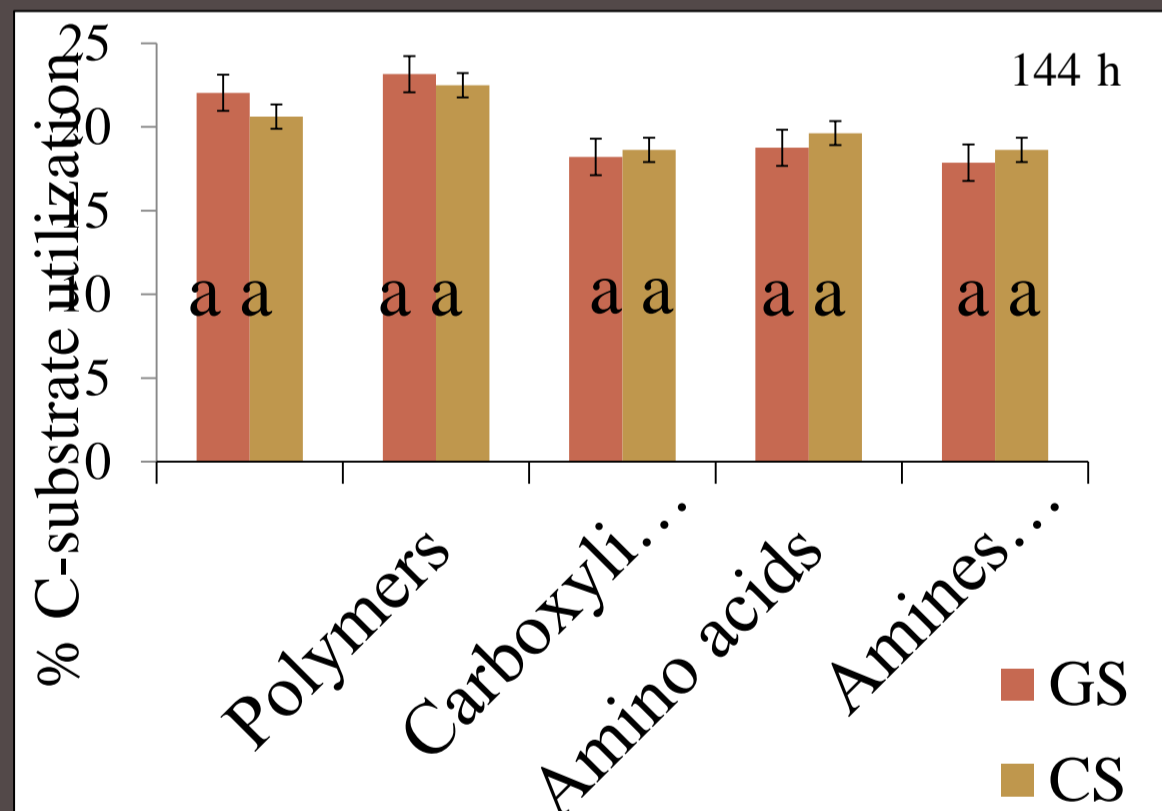 % C-substrate utilization
25
20
15
10
5
0
144 h
a a a a a a a a a a
Polymers
Carboxyli…
Amino acids
Amines…
GS
CS